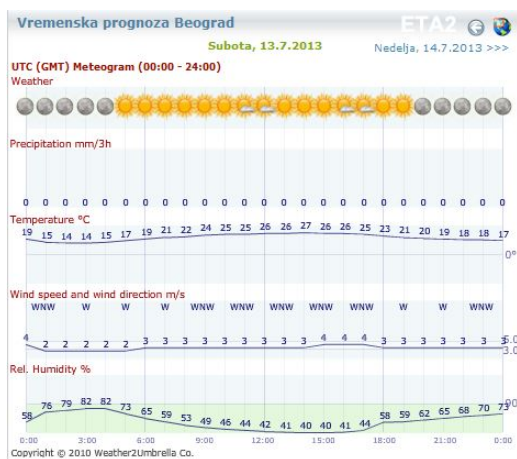 Vremenska prognoza Beograd
ETA2
Subota, 13.7.2013
Nedelja, 14.7.2013 >>>
UTC (GMT) Meteogram (00:00 - 24:00)
Weather
Precipitation mm/3h
0 0 0 0 0 0 0 0 0 0 0 0 0 0 0 0 0 0 0 0 0 0 0 0 0
Temperature °C
19 15 14 14 15 17 19 21 22 24 25 25 26 26 27 26 26 25 23 21 20 19 18 18 17
0°
Wind speed and wind direction m/s
WNW W W W WNW WNW WNW WNW WNW W W WNW
4 2 2 2 2 2 3 3 3 3 3 3 3 3 3 4 4 4 3 3 3 3 3 3 3
5.0
3.0
Rel. Humidity %
58 76 79 82 82 73 65 59 53 49 46 44 42 41 40 40 41 44 58 59 62 65 68 70 73
90
0:00 3:00 6:00 9:00 12:00 15:00 18:00 21:00 0:00
Copyright © 2010 Weather2Umbrella Co.